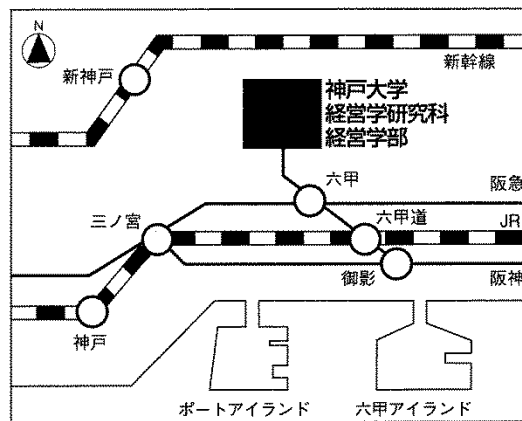 N
新幹線
新神戸
神戸大学
経営学研究科
経営学部
六甲
阪急
三ノ宮
六甲道
JR
御影
阪神
神戸
ポートアイランド
六甲アイランド